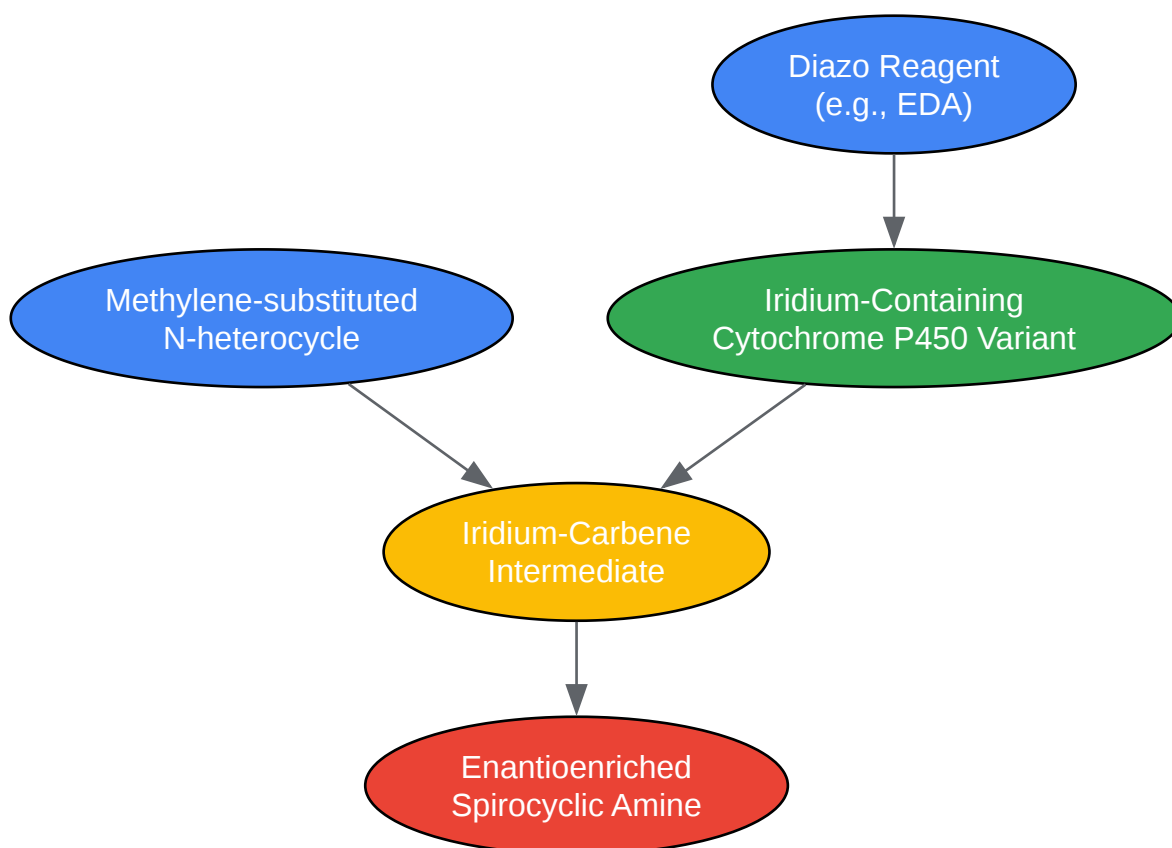 Diazo Reagent
(e.g., EDA)
Methylene-substituted
N-heterocycle
Iridium-Containing
Cytochrome P450 Variant
Iridium-Carbene
Intermediate
Enantioenriched
Spirocyclic Amine